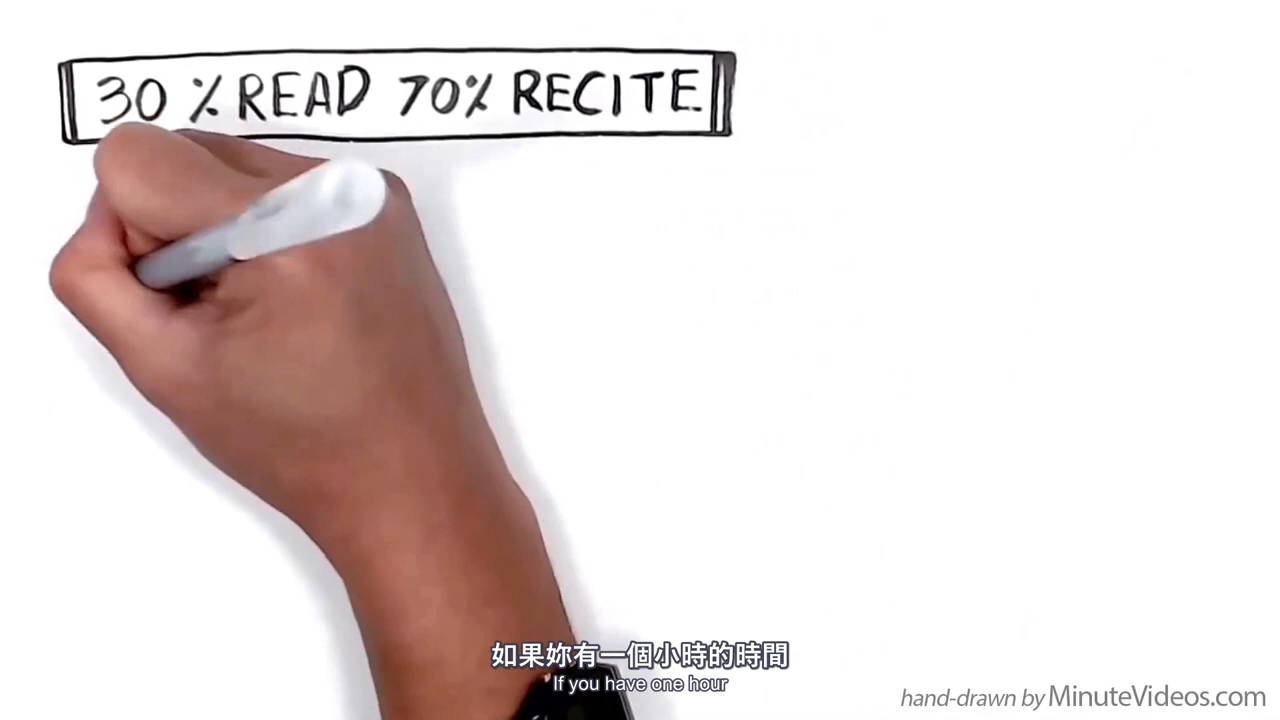 30 % READ 70% RECITE
如果妳有一個小時的時間
If you have one hour
hand-drawn by MinuteVideos.com